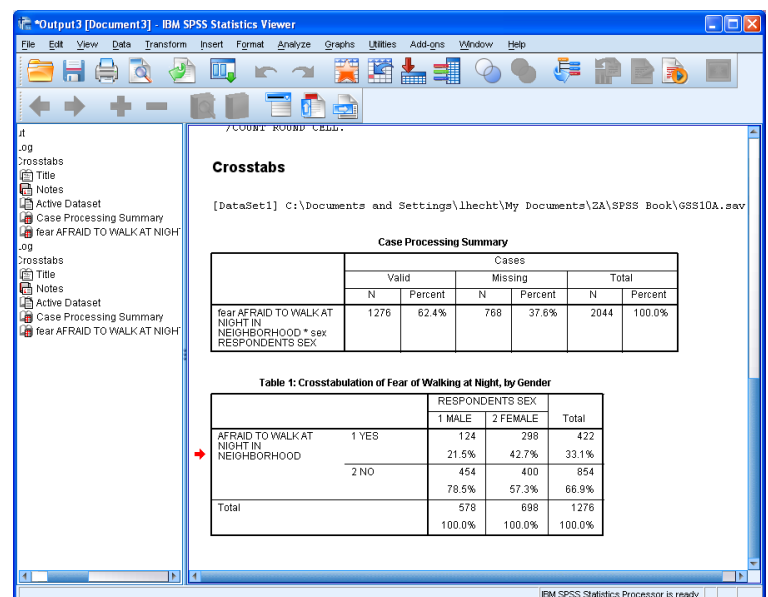 *Output3 [Document3] - IBM SPSS Statistics Viewer
File Edit View Data Transform Insert Format Analyze Graphs Utilities Add-ons Window Help
Log
Crosstabs
Title
Notes
Active Dataset
Case Processing Summary
fear AFRAID TO WALK AT NIGHT
Log
Crosstabs
Title
Notes
Active Dataset
Case Processing Summary
fear AFRAID TO WALK AT NIGHT
/COUNT ROUND CELL.
Crosstabs
[DataSet1] C:\Documents and Settings\lhecht\My Documents\ZA\SPSS Book\GSS10A.sav
Case Processing Summary
Cases
Valid Missing Total
N Percent N Percent N Percent
fear AFRAID TO WALK AT
NIGHT IN
NEIGHBORHOOD * sex
RESPONDENTS SEX
1276 62.4% 768 37.6% 2044 100.0%
Table 1: Crosstabulation of Fear of Walking at Night, by Gender
RESPONDENTS SEX
1 MALE 2 FEMALE Total
AFRAID TO WALK AT
NIGHT IN
NEIGHBORHOOD
1 YES 124 298 422
21.5% 42.7% 33.1%
2 NO 454 400 854
78.5% 57.3% 66.9%
Total 578 698 1276
100.0% 100.0% 100.0%
IBM SPSS Statistics Processor is ready